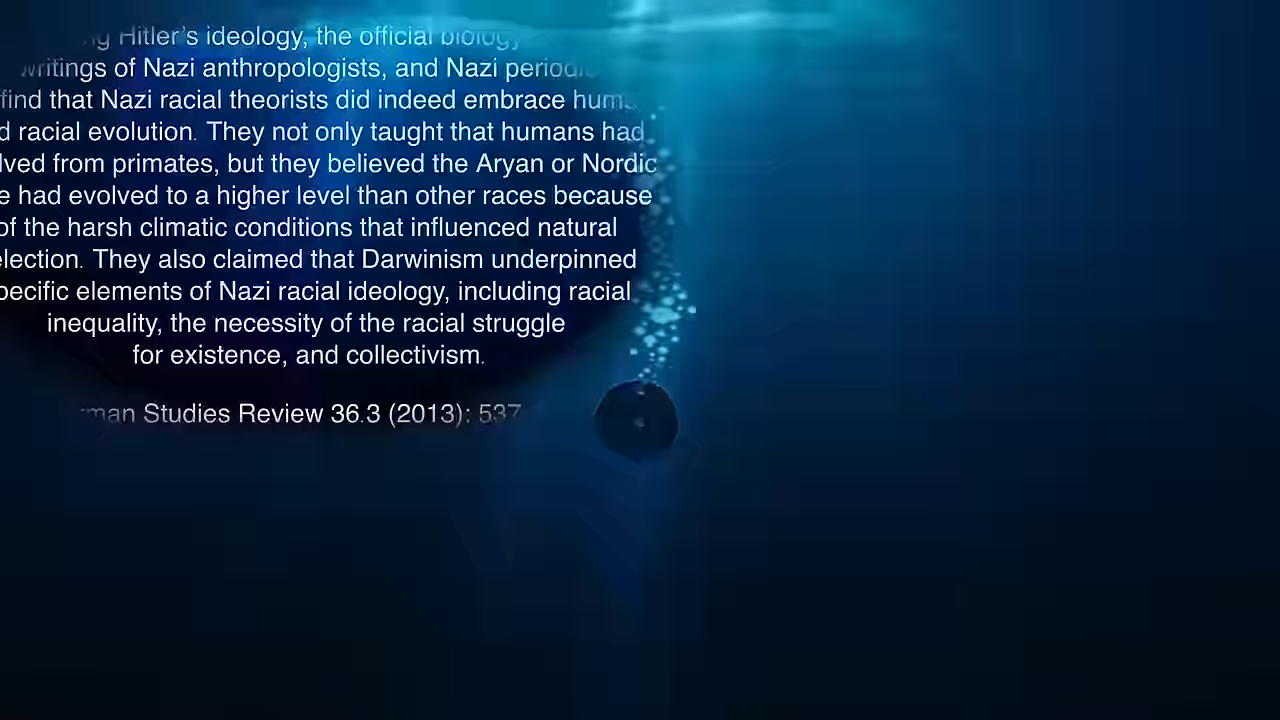 Hitler's ideology, the official biology
writings of Nazi anthropologists, and Nazi
find that Nazi racial theorists did indeed embrace
racial evolution. They not only taught that humans had
from primates, but they believed the Aryan or Nordic
had evolved to a higher level than other races because
of the harsh climatic conditions that influenced natural
They also claimed that Darwinism underpinned
elements of Nazi racial ideology, including racial
inequality, the necessity of the racial struggle
for existence, and collectivism.
Studies Review 36.3 (2013): 537